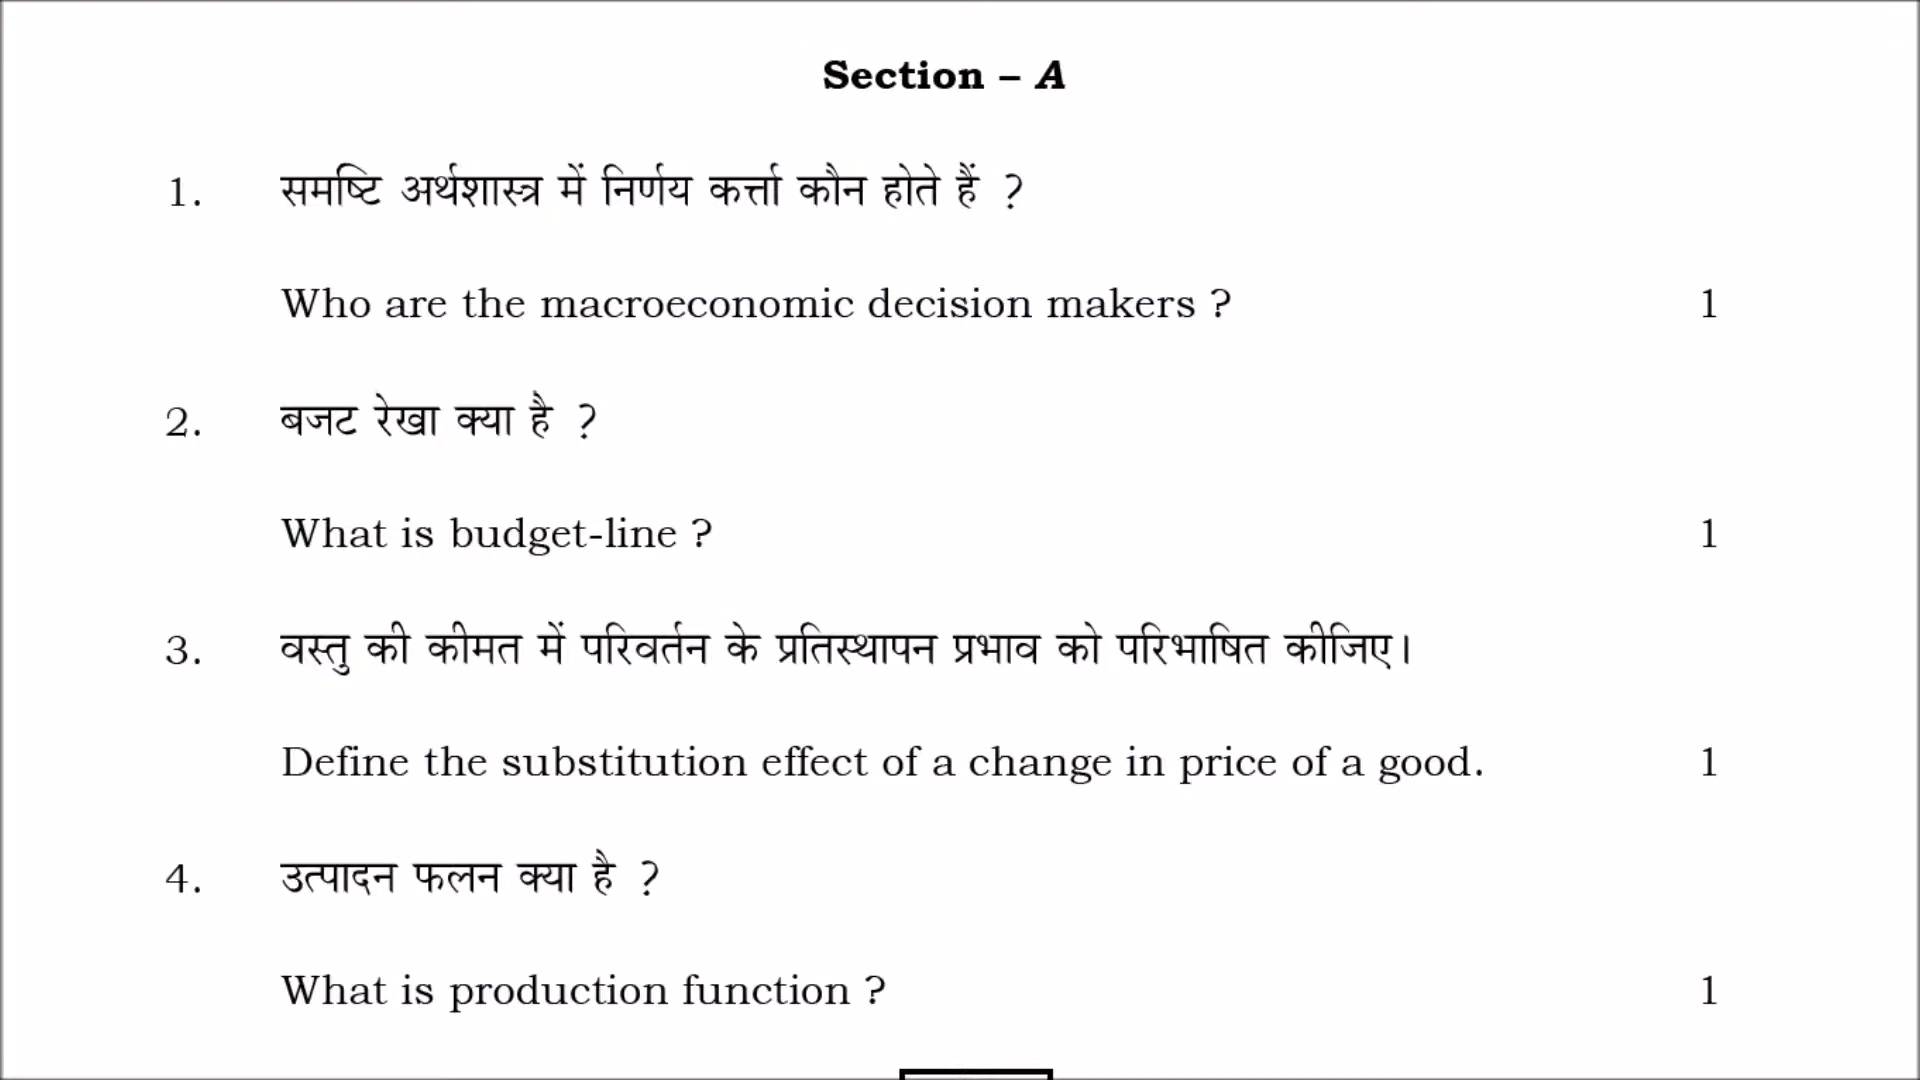 Section – A
1. समष्टि अर्थशास्त्र में निर्णय कर्त्ता कौन होते हैं ?
Who are the macroeconomic decision makers ? 1
2. बजट रेखा क्या है ?
What is budget-line ? 1
3. वस्तु की कीमत में परिवर्तन के प्रतिस्थापन प्रभाव को परिभाषित कीजिए।
Define the substitution effect of a change in price of a good. 1
4. उत्पादन फलन क्या है ?
What is production function ? 1